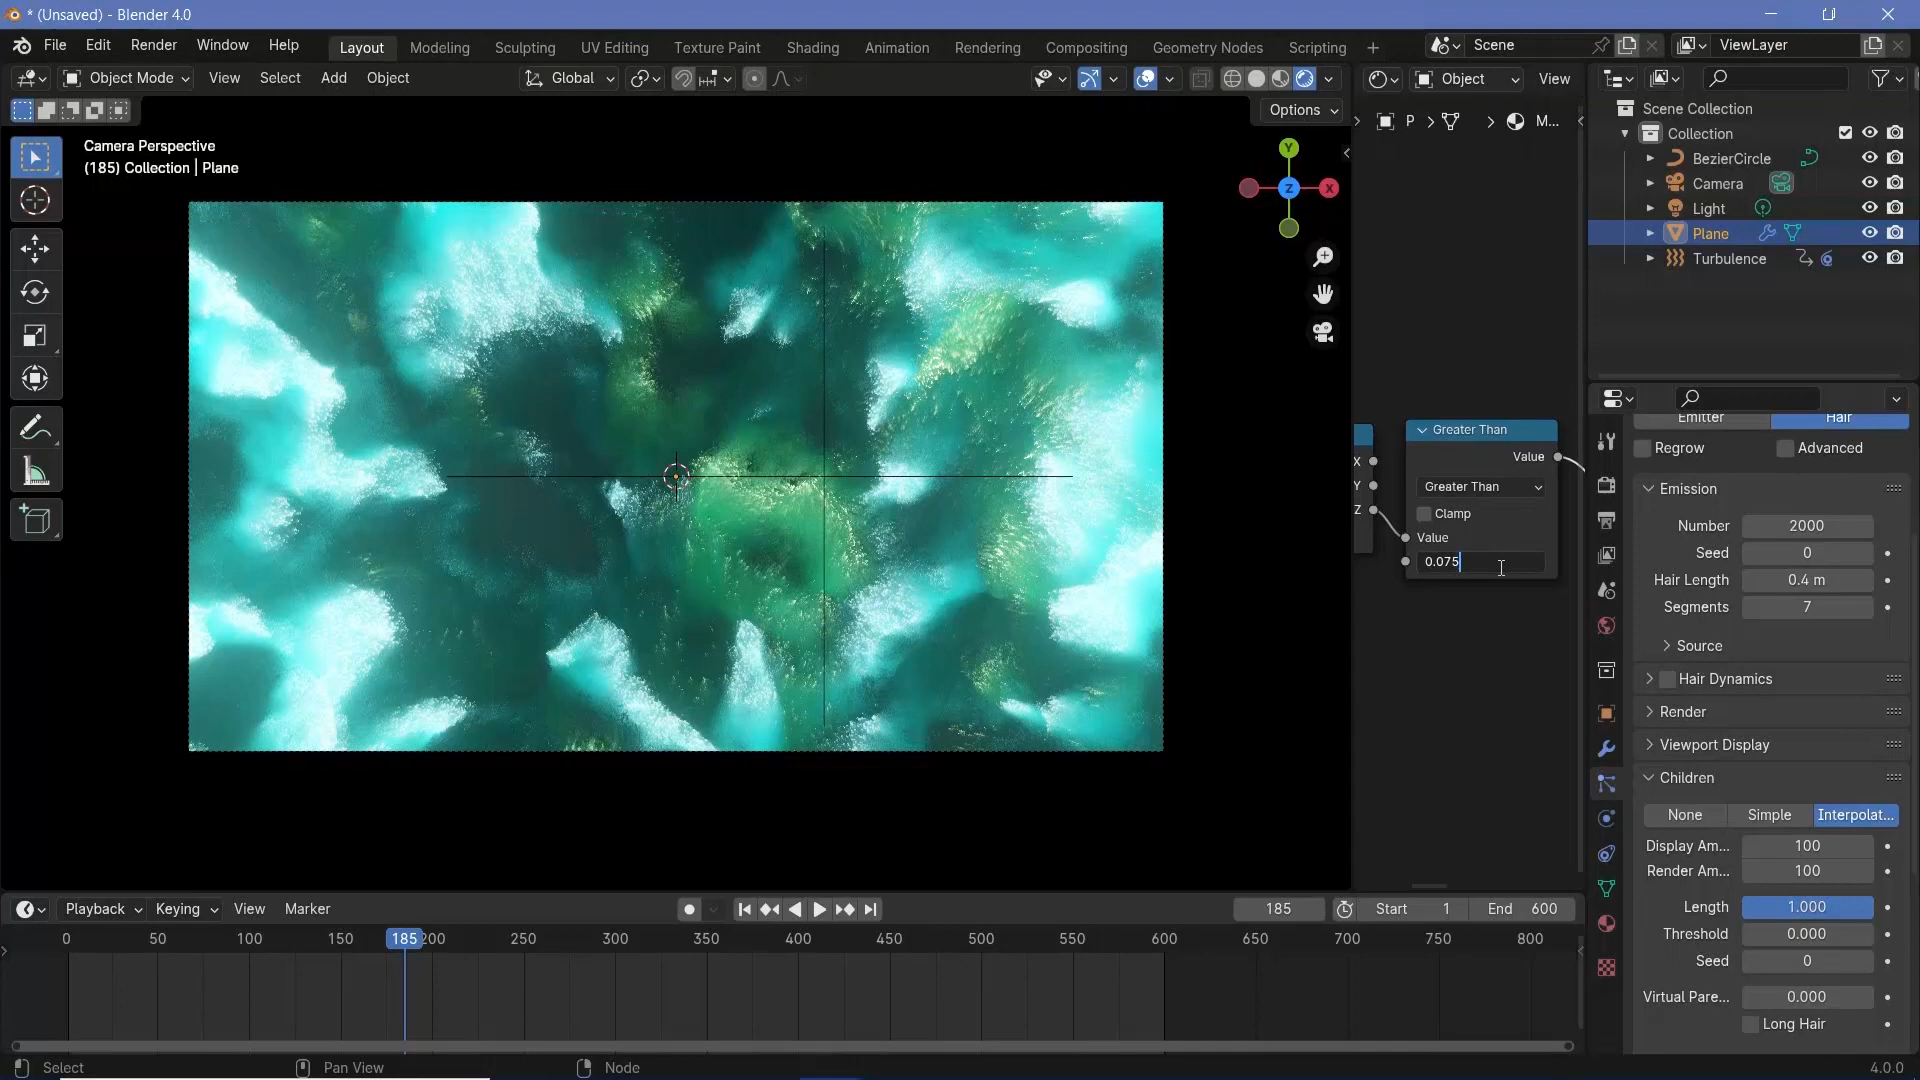 * (Unsaved) - Blender 4.0
File Edit Render Window Help
Layout Modeling Sculpting UV Editing Texture Paint Shading Animation Rendering Compositing Geometry Nodes Scripting +
Scene
ViewLayer
Object Mode View Select Add Object
Global
Object View
Options
P
M...
Camera Perspective
(185) Collection | Plane
Y
Z
X
Scene Collection
Collection
BezierCircle
Camera
Light
Plane
Turbulence
Greater Than
Value
Greater Than
Clamp
Value
0.075
X
Y
Z
Emitter Hair
Regrow Advanced
Emission
Number 2000
Seed 0
Hair Length 0.4 m
Segments 7
Source
Hair Dynamics
Render
Viewport Display
Children
None Simple Interpolat...
Display Am... 100
Render Am... 100
Length 1.000
Threshold 0.000
Seed 0
Virtual Pare... 0.000
Long Hair
Playback Keying View Marker
185 Start 1 End 600
0 50 100 150 185 200 250 300 350 400 450 500 550 600 650 700 750 800
Select Pan View Node 4.0.0